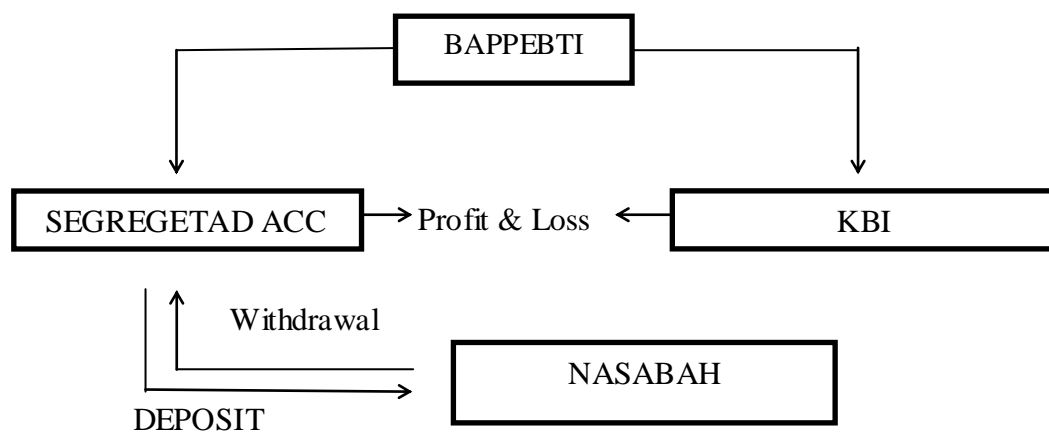 BAPPEBTI
SEGREGETAD ACC
Profit & Loss
KBI
Withdrawal
NASABAH
DEPOSIT